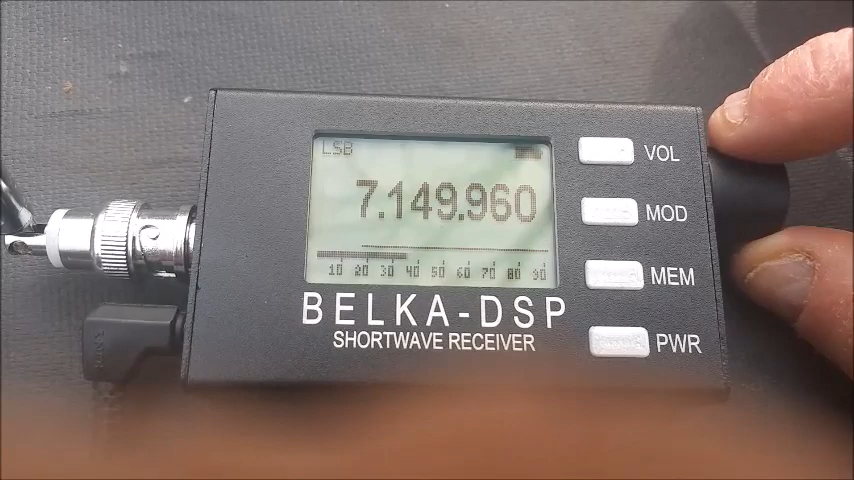 LSB
7.149.960
10 20 30 40 50 60 70 80 90
BELKA-DSP
SHORTWAVE RECEIVER
VOL
MOD
MEM
PWR